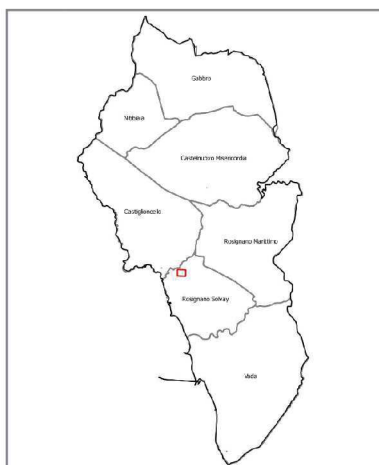 Gabbro
Nibbiaia
Castelnuovo Misericordia
Castiglioncello
Rosignano Marittimo
Rosignano Solvay
Vada